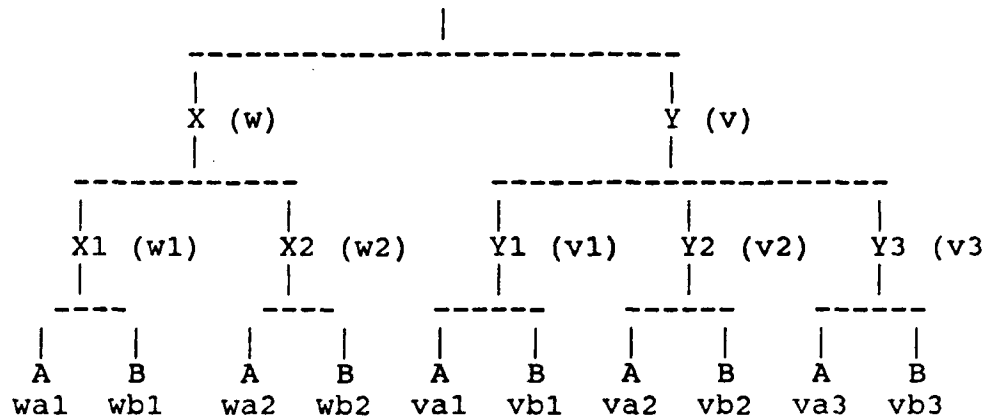 X (w) Y (v)
X1 (w1) X2 (w2) Y1 (v1) Y2 (v2) Y3 (v3
A B A B A B A B A B
wa1 wb1 wa2 wb2 va1 vb1 va2 vb2 va3 vb3